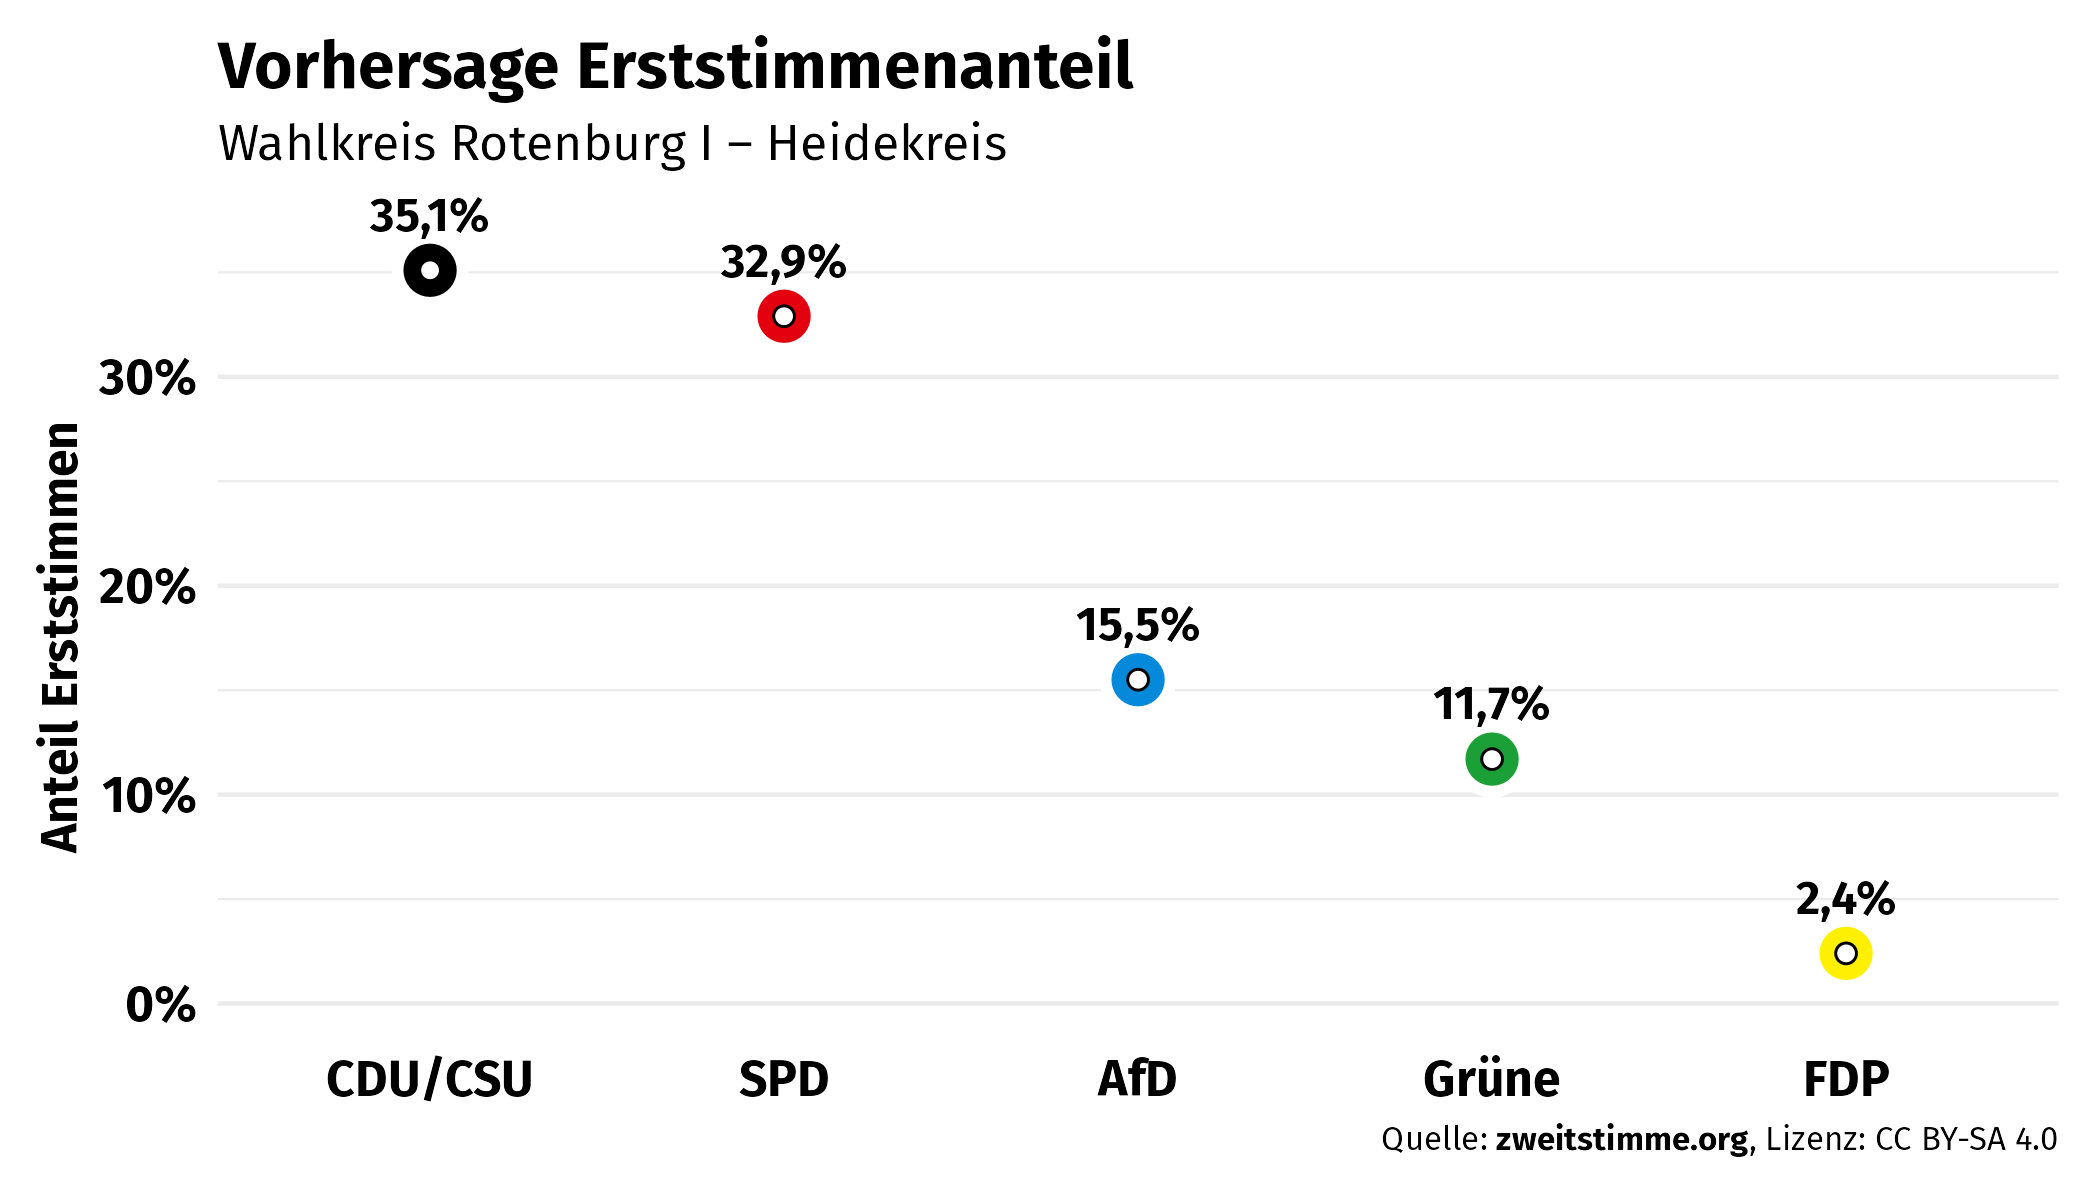 Vorhersage Erststimmenanteil
Wahlkreis Rotenburg I – Heidekreis
35,1%
32,9%
30%
20%
15,5%
11,7%
10%
2,4%
0%
Anteil Erststimmen
CDU/CSU SPD AfD Grüne FDP
Quelle: zweitstimme.org, Lizenz: CC BY-SA 4.0